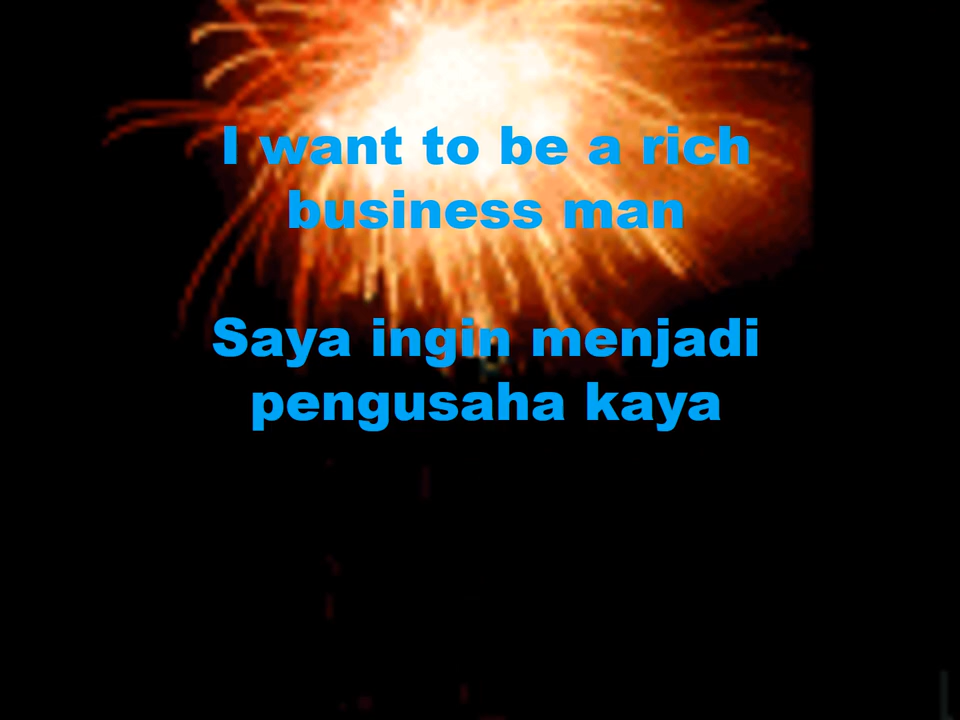 I want to be a rich
business man
Saya ingin menjadi
pengusaha kaya